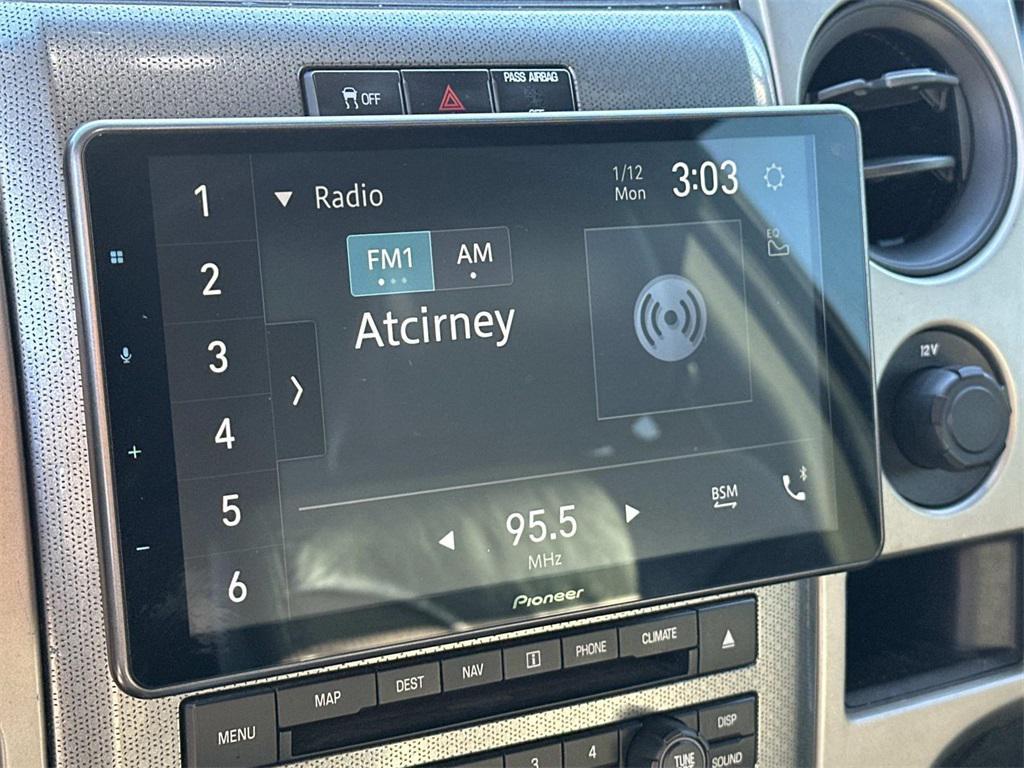 OFF
PASS AIRBAG
OFF
1
2
3
4
5
6
Radio
1/12
Mon
3:03
FM1
AM
EQ
Atcirney
95.5
MHz
BSM
Pioneer
12V
MENU
MAP
DEST
NAV
i
PHONE
CLIMATE
3
4
TUNE
DISP
SOUND